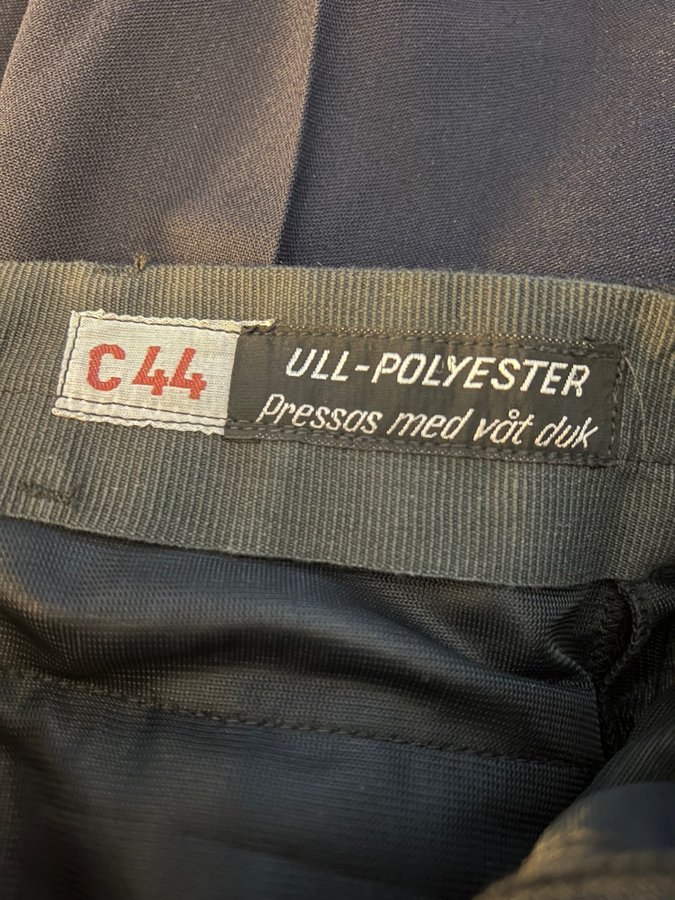 C 44
ULL-POLYESTER
Pressas med våt duk